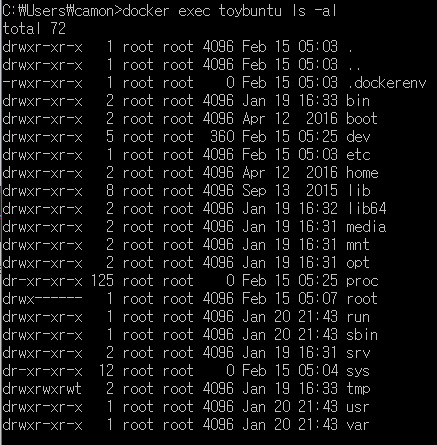 C:₩Users₩camon>docker exec toybuntu ls -al
total 72
drwxr-xr-x   1 root root 4096 Feb 15 05:03 .
drwxr-xr-x   1 root root 4096 Feb 15 05:03 ..
-rwxr-xr-x   1 root root    0 Feb 15 05:03 .dockerenv
drwxr-xr-x   2 root root 4096 Jan 19 16:33 bin
drwxr-xr-x   2 root root 4096 Apr 12  2016 boot
drwxr-xr-x   5 root root  360 Feb 15 05:25 dev
drwxr-xr-x   1 root root 4096 Feb 15 05:03 etc
drwxr-xr-x   2 root root 4096 Apr 12  2016 home
drwxr-xr-x   8 root root 4096 Sep 13  2015 lib
drwxr-xr-x   2 root root 4096 Jan 19 16:32 lib64
drwxr-xr-x   2 root root 4096 Jan 19 16:31 media
drwxr-xr-x   2 root root 4096 Jan 19 16:31 mnt
drwxr-xr-x   2 root root 4096 Jan 19 16:31 opt
dr-xr-xr-x 125 root root    0 Feb 15 05:25 proc
drwx------   1 root root 4096 Feb 15 05:07 root
drwxr-xr-x   1 root root 4096 Jan 20 21:43 run
drwxr-xr-x   1 root root 4096 Jan 20 21:43 sbin
drwxr-xr-x   2 root root 4096 Jan 19 16:31 srv
dr-xr-xr-x  12 root root    0 Feb 15 05:04 sys
drwxrwxrwt   2 root root 4096 Jan 19 16:33 tmp
drwxr-xr-x   1 root root 4096 Jan 20 21:43 usr
drwxr-xr-x   1 root root 4096 Jan 20 21:43 var